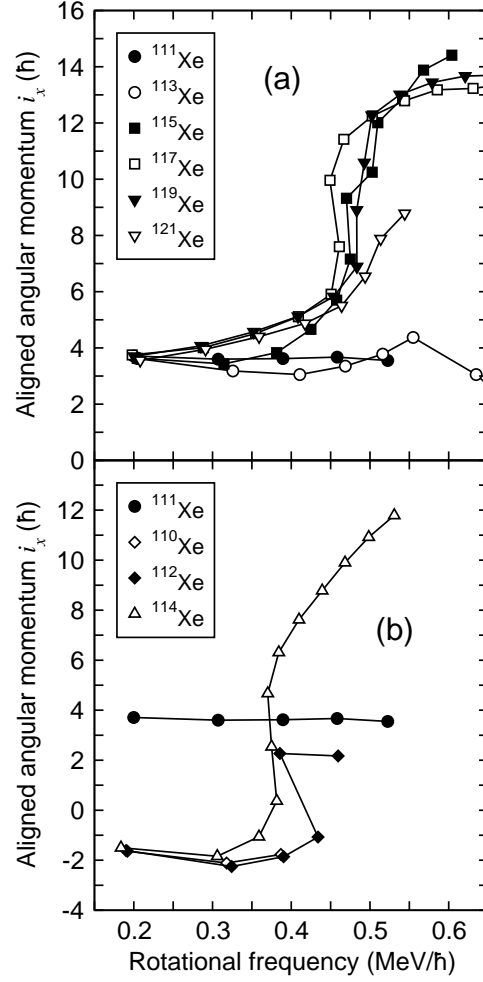 16
14
12
10
8
6
4
2
0
Aligned angular momentum iₓ (ħ)
(a)
¹¹¹Xe
¹¹³Xe
¹¹⁵Xe
¹¹⁷Xe
¹¹⁹Xe
¹²¹Xe
12
10
8
6
4
2
0
-2
-4
Aligned angular momentum iₓ (ħ)
(b)
¹¹¹Xe
¹¹⁰Xe
¹¹²Xe
¹¹⁴Xe
0.2 0.3 0.4 0.5 0.6
Rotational frequency (MeV/ħ)